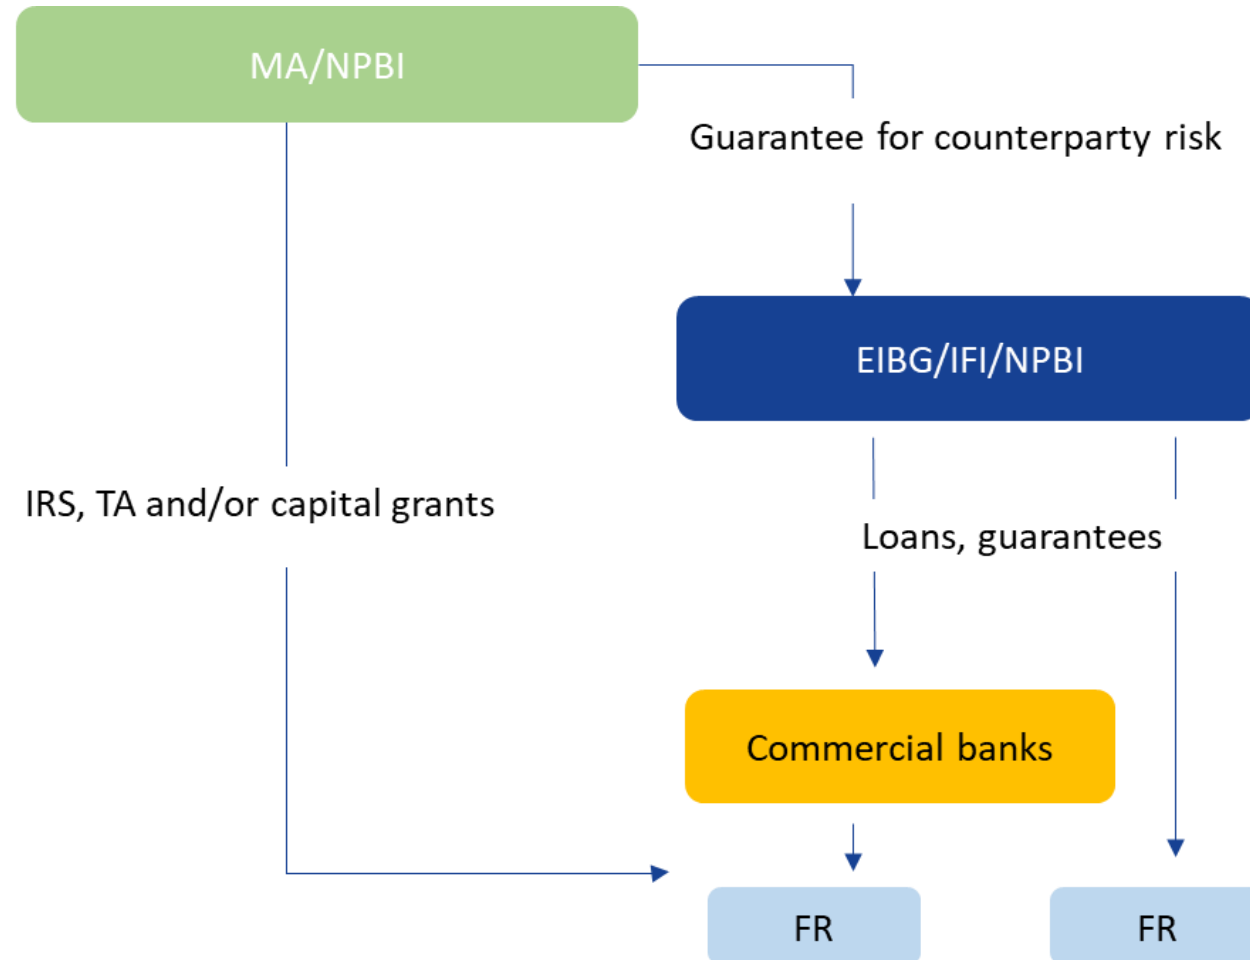 MA/NPBI
Guarantee for counterparty risk
EIBG/IFI/NPBI
IRS, TA and/or capital grants
Loans, guarantees
Commercial banks
FR
FR